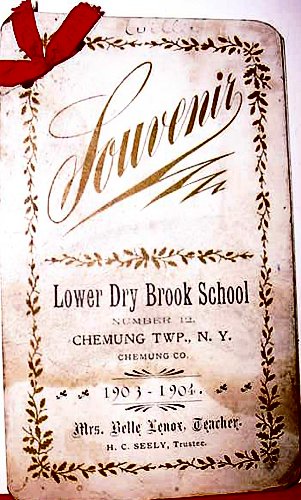 Souvenir
Lower Dry Brook School
NUMBER 12.
CHEMUNG TWP., N. Y.
CHEMUNG CO.
1903-1904.
Mrs. Belle Lenox, Teacher.
H. C. SEELY, Trustee.